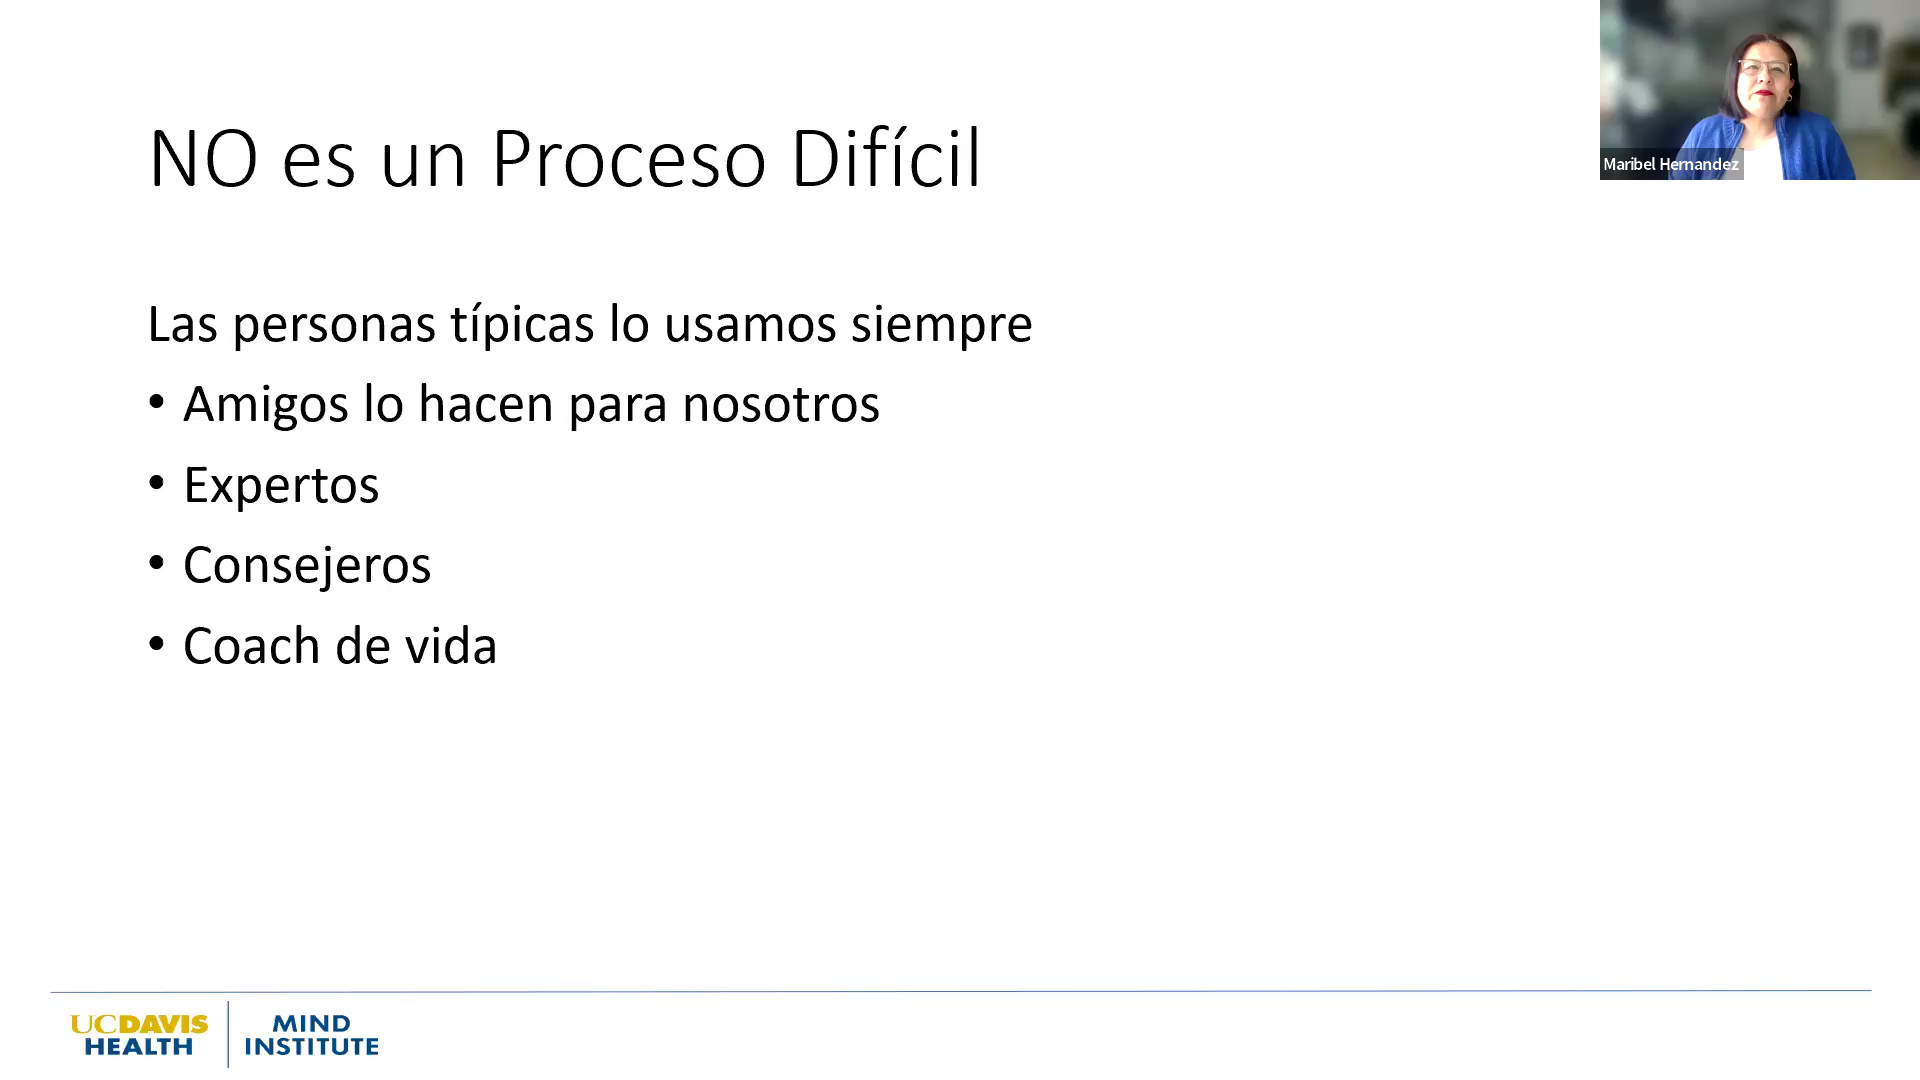 NO es un Proceso Difícil
Maribel Hernandez
Las personas típicas lo usamos siempre
• Amigos lo hacen para nosotros
• Expertos
• Consejeros
• Coach de vida
UCDAVIS
HEALTH
MIND
INSTITUTE